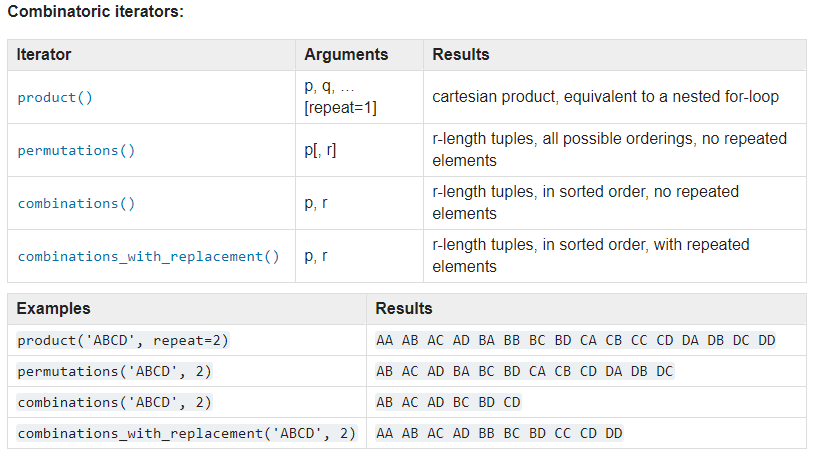 Combinatoric iterators:
Iterator Arguments Results
product() p, q, … [repeat=1] cartesian product, equivalent to a nested for-loop
permutations() p[, r] r-length tuples, all possible orderings, no repeated elements
combinations() p, r r-length tuples, in sorted order, no repeated elements
combinations_with_replacement() p, r r-length tuples, in sorted order, with repeated elements
Examples Results
product('ABCD', repeat=2) AA AB AC AD BA BB BC BD CA CB CC CD DA DB DC DD
permutations('ABCD', 2) AB AC AD BA BC BD CA CB CD DA DB DC
combinations('ABCD', 2) AB AC AD BC BD CD
combinations_with_replacement('ABCD', 2) AA AB AC AD BB BC BD CC CD DD